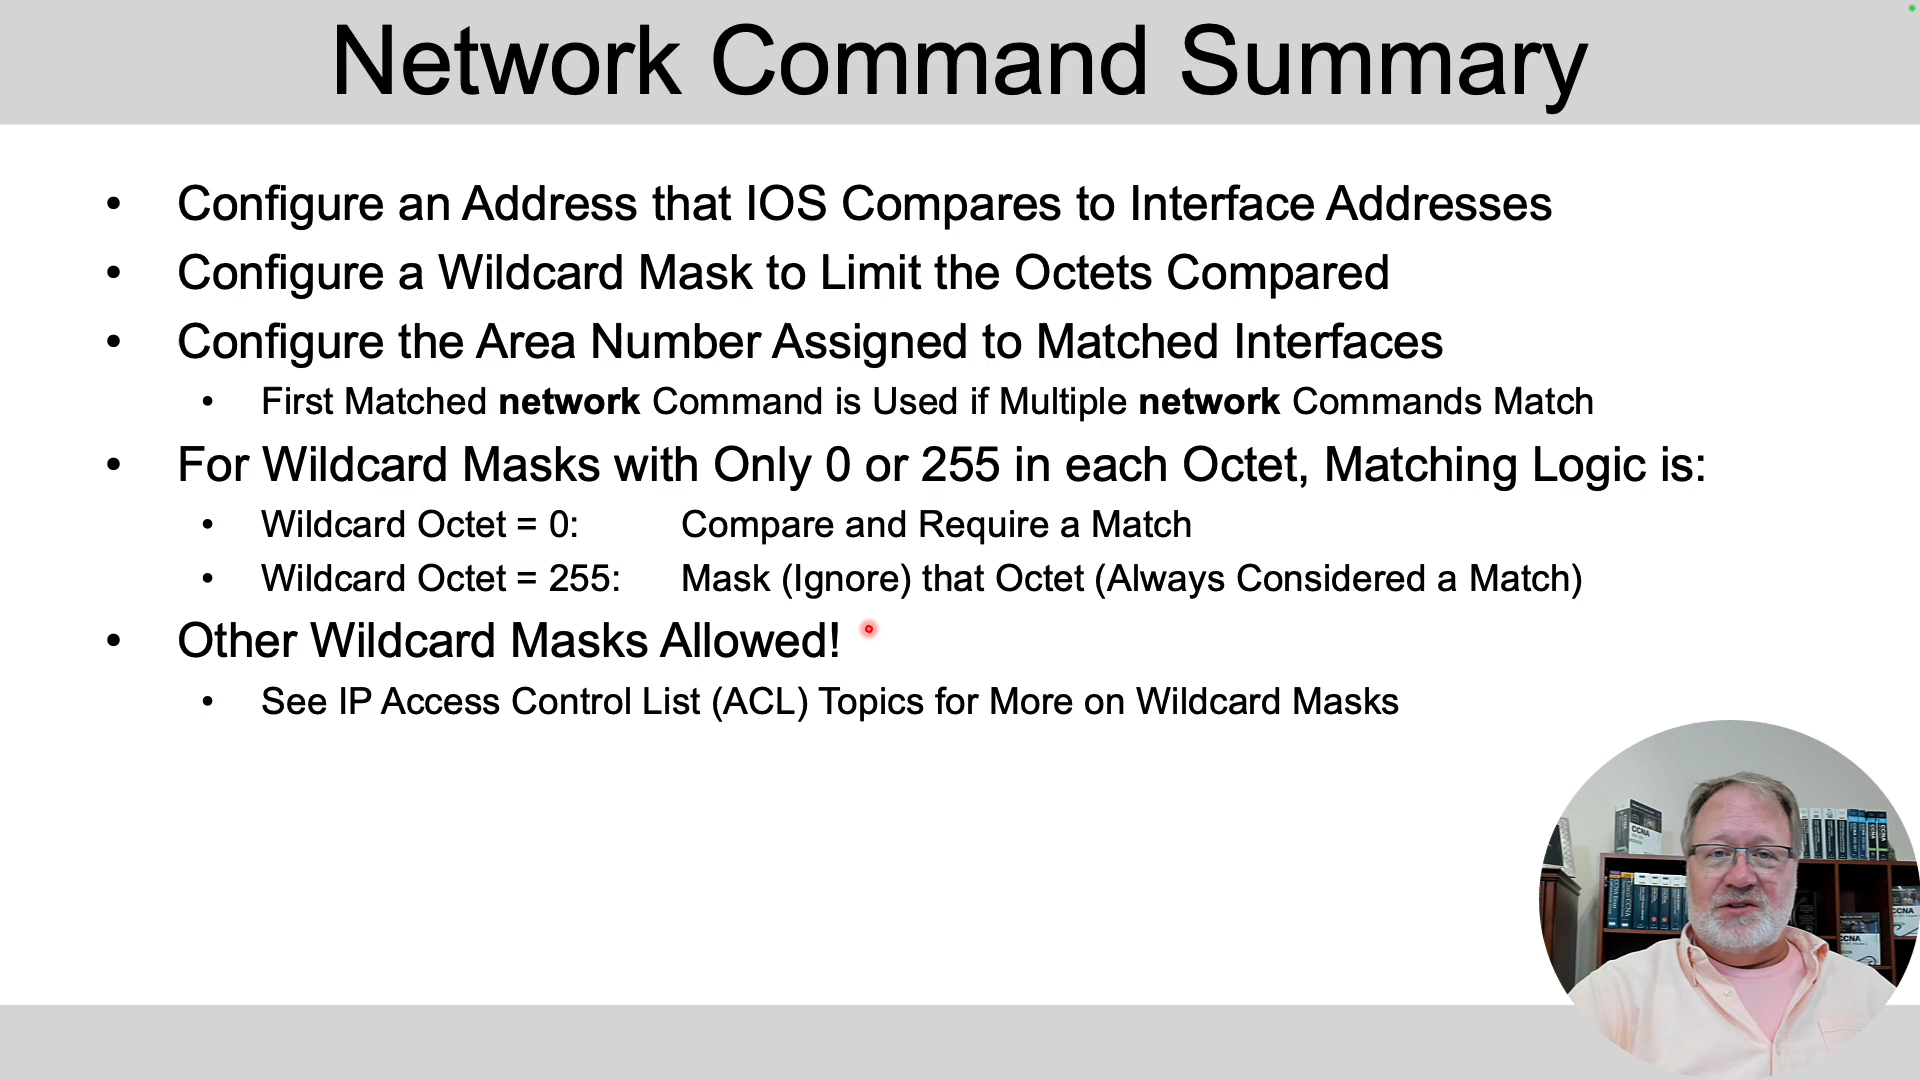 Network Command Summary
• Configure an Address that IOS Compares to Interface Addresses
• Configure a Wildcard Mask to Limit the Octets Compared
• Configure the Area Number Assigned to Matched Interfaces
• First Matched network Command is Used if Multiple network Commands Match
• For Wildcard Masks with Only 0 or 255 in each Octet, Matching Logic is:
• Wildcard Octet = 0: Compare and Require a Match
• Wildcard Octet = 255: Mask (Ignore) that Octet (Always Considered a Match)
• Other Wildcard Masks Allowed!
• See IP Access Control List (ACL) Topics for More on Wildcard Masks
CCNA
CCNA
CCNA